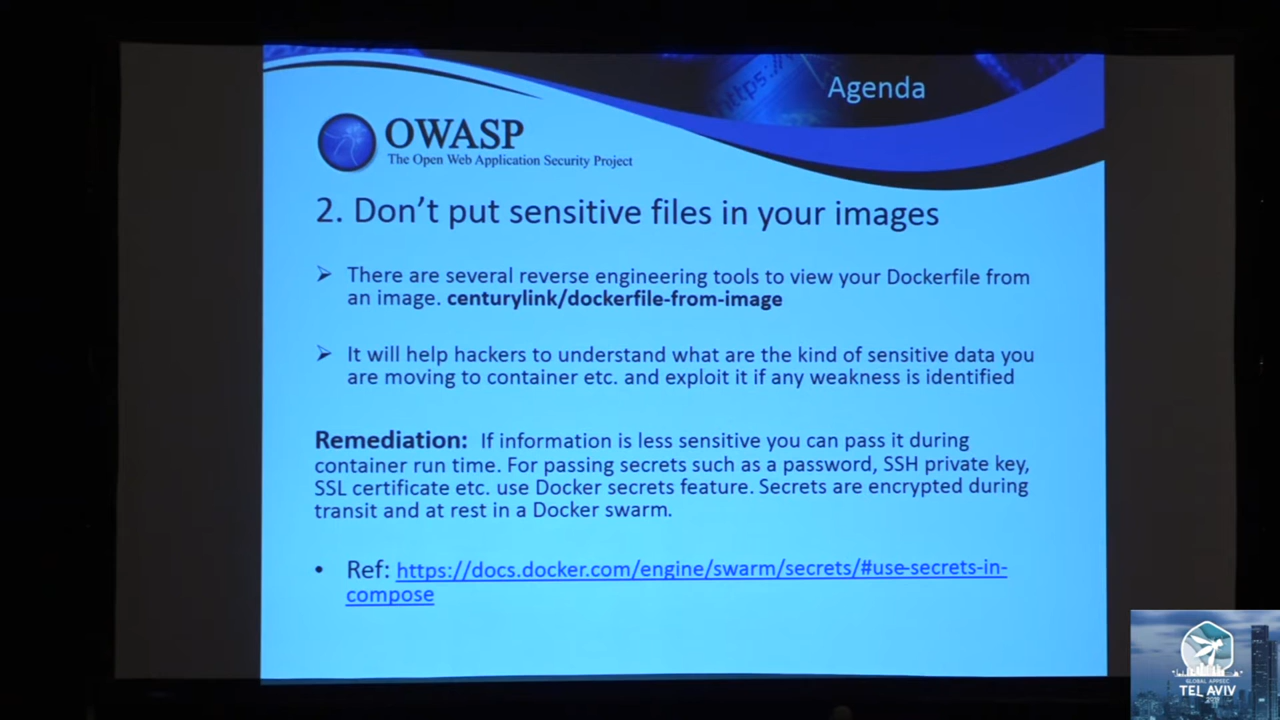 Agenda
OWASP
The Open Web Application Security Project
2. Don't put sensitive files in your images
➢ There are several reverse engineering tools to view your Dockerfile from
an image. centurylink/dockerfile-from-image
➢ It will help hackers to understand what are the kind of sensitive data you
are moving to container etc. and exploit it if any weakness is identified
Remediation: If information is less sensitive you can pass it during
container run time. For passing secrets such as a password, SSH private key,
SSL certificate etc. use Docker secrets feature. Secrets are encrypted during
transit and at rest in a Docker swarm.
• Ref: https://docs.docker.com/engine/swarm/secrets/#use-secrets-in-
compose
GLOBAL APPSEC
TEL AVIV